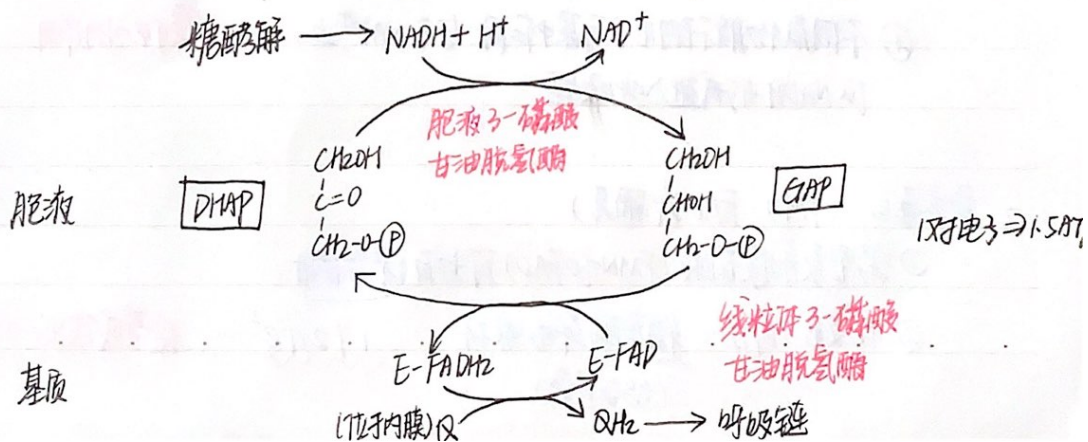 糖酵解 → NADH + H⁺ NAD⁺
胞液3-磷酸
甘油脱氢酶
CH2OH CH2OH
胞液 DHAP C=O CHOH GAP
CH2-O-Ⓟ CH2-O-Ⓟ 1对电子⇒1.5AT
线粒体3-磷酸
甘油脱氢酶
E-FADH2 E-FAD
基质
(位于内膜)Q QH2 → 呼吸链